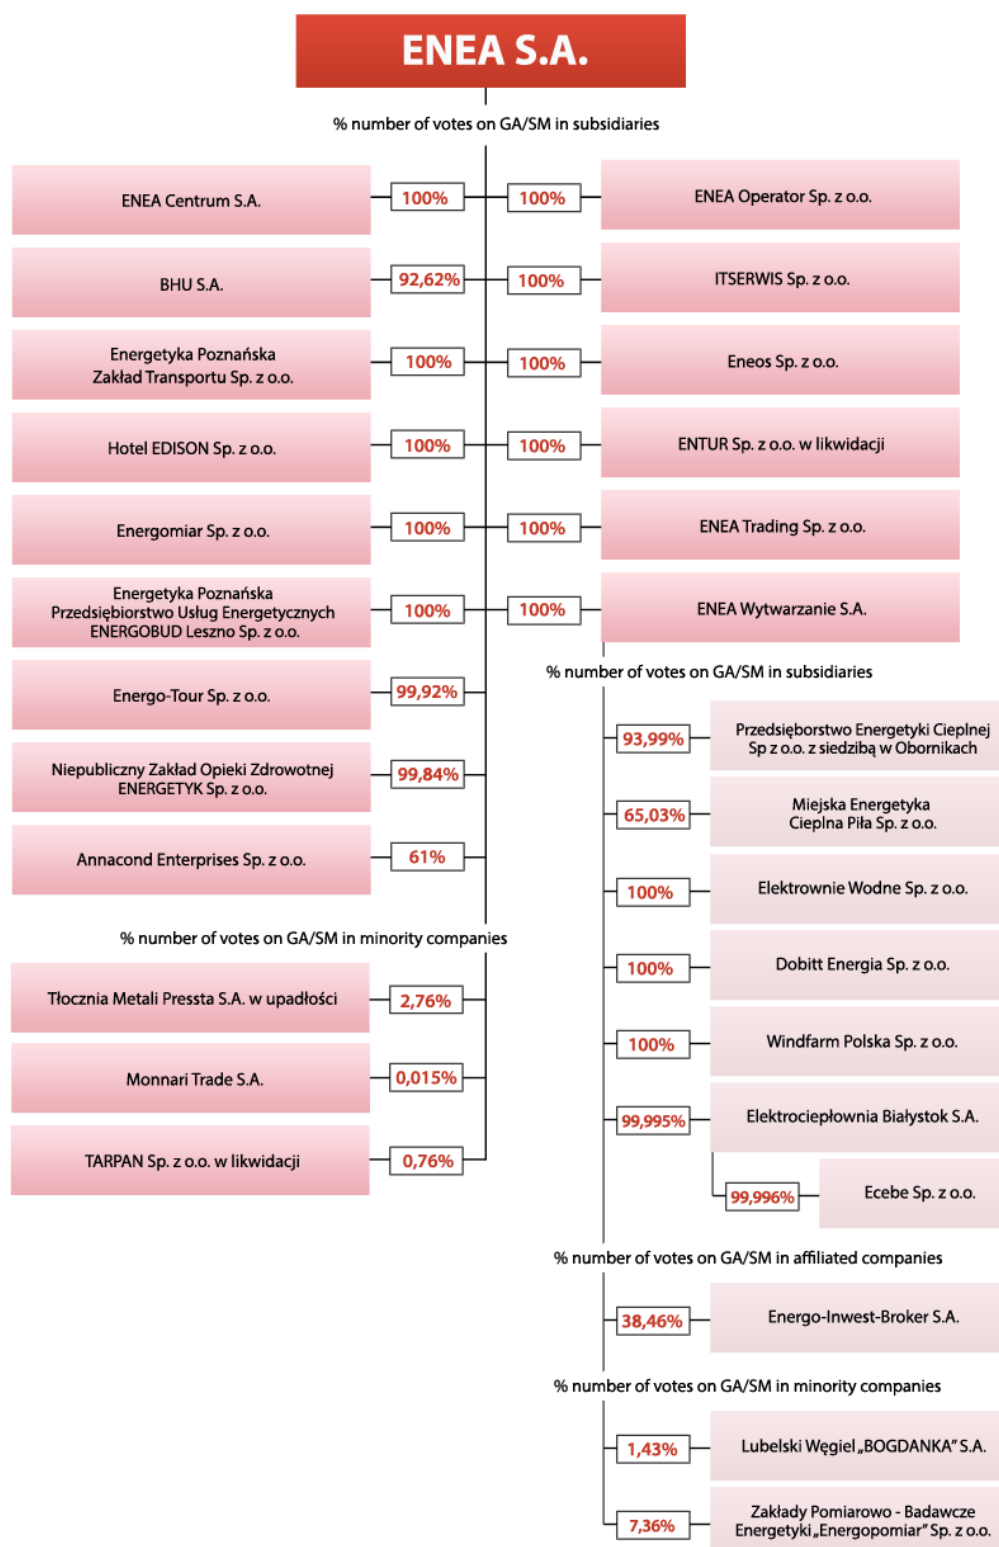 ENEA S.A.
% number of votes on GA/SM in subsidiaries
ENEA Centrum S.A.
100%
100%
ENEA Operator Sp. z o.o.
BHU S.A.
92,62%
100%
ITSERWIS Sp. z o.o.
Energetyka Poznańska
Zakład Transportu Sp. z o.o.
100%
100%
Eneos Sp. z o.o.
Hotel EDISON Sp. z o.o.
100%
100%
ENTUR Sp. z o.o. w likwidacji
Energomiar Sp. z o.o.
100%
100%
ENEA Trading Sp. z o.o.
Energetyka Poznańska
Przedsiębiorstwo Usług Energetycznych
ENERGOBUD Leszno Sp. z o.o.
100%
100%
ENEA Wytwarzanie S.A.
Energo-Tour Sp. z o.o.
99,92%
Niepubliczny Zakład Opieki Zdrowotnej
ENERGETYK Sp. z o.o.
99,84%
Annacond Enterprises Sp. z o.o.
61%
% number of votes on GA/SM in minority companies
Tłocznia Metali Pressta S.A. w upadłości
2,76%
Monnari Trade S.A.
0,015%
TARPAN Sp. z o.o. w likwidacji
0,76%
% number of votes on GA/SM in subsidiaries
93,99%
Przedsięborstwo Energetyki Cieplnej
Sp z o.o. z siedzibą w Obornikach
65,03%
Miejska Energetyka
Cieplna Piła Sp. z o.o.
100%
Elektrownie Wodne Sp. z o.o.
100%
Dobitt Energia Sp. z o.o.
100%
Windfarm Polska Sp. z o.o.
99,995%
Elektrociepłownia Białystok S.A.
99,996%
Ecebe Sp. z o.o.
% number of votes on GA/SM in affiliated companies
38,46%
Energo-Inwest-Broker S.A.
% number of votes on GA/SM in minority companies
1,43%
Lubelski Węgiel „BOGDANKA” S.A.
7,36%
Zakłady Pomiarowo - Badawcze
Energetyki „Energopomiar” Sp. z o.o.